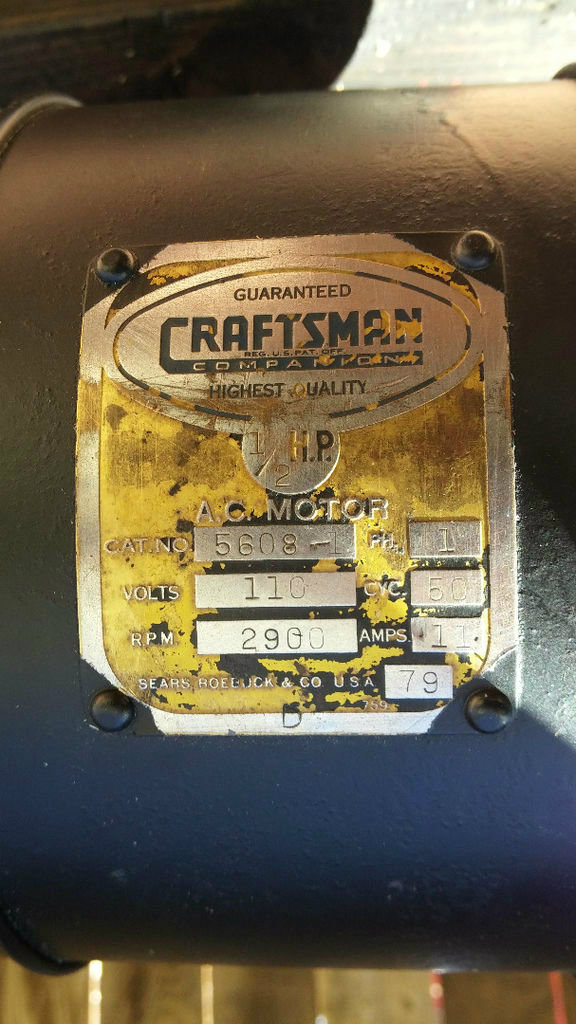 GUARANTEED
CRAFTSMAN
REG. U.S. PAT. OFF.
COMPANION
HIGHEST QUALITY
1/2 H.P.
A.C. MOTOR
CAT. NO. 5608-1 PH. 1
VOLTS 110 CYC. 50
R.P.M. 2900 AMPS. 11
SEARS, ROEBUCK & CO. U.S.A. 79
759
D